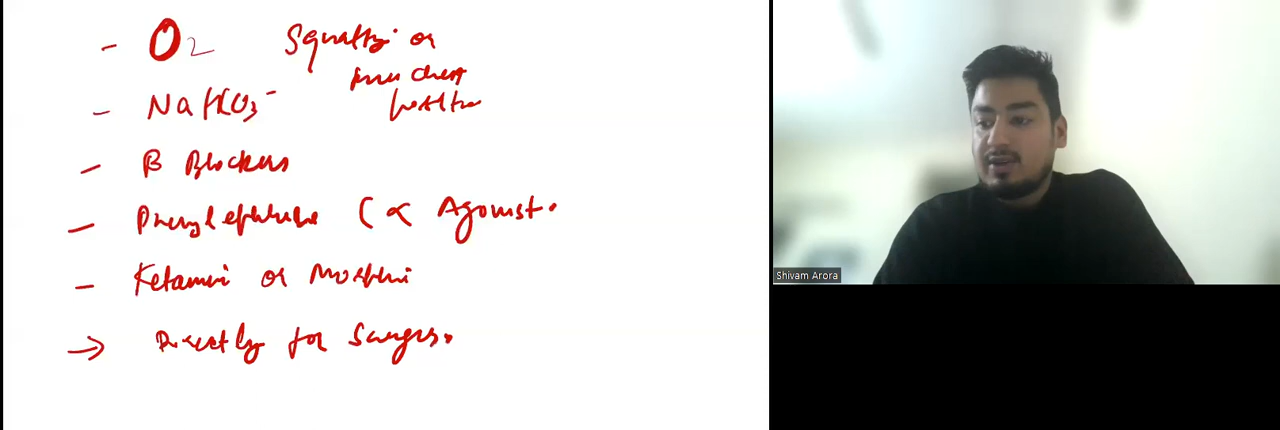 - O2 Squatting or
knee chest
position
- NaHCO3-
- B Blockers
- Phenylephrine ( ∝ Agonist.
- Ketamine or Morphine
→ Directly for Surgery.
Shivam Arora